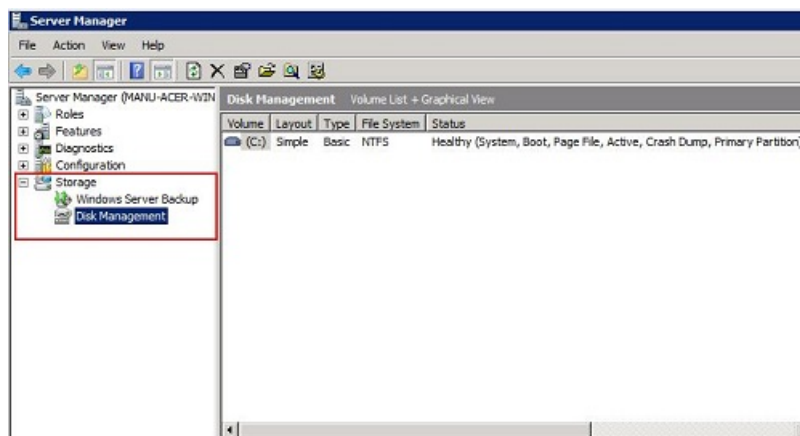 Server Manager
File Action View Help
Server Manager (MANU-ACER-WIN
Roles
Features
Diagnostics
Configuration
Storage
Windows Server Backup
Disk Management
Disk Management Volume List + Graphical View
Volume Layout Type File System Status
(C:) Simple Basic NTFS Healthy (System, Boot, Page File, Active, Crash Dump, Primary Partition)